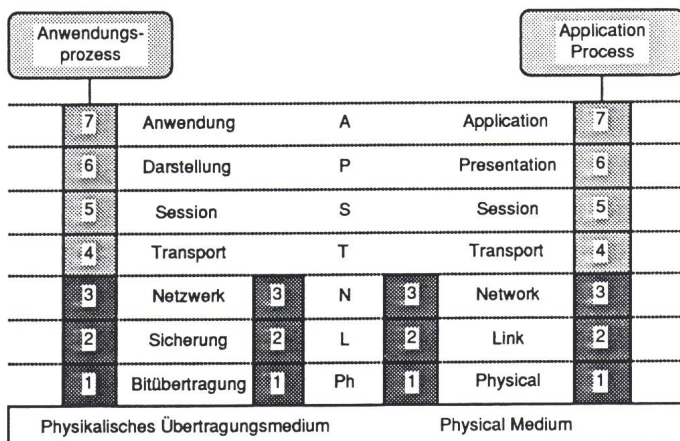 Anwendungs-
prozess
Application
Process
7 Anwendung A Application 7
6 Darstellung P Presentation 6
5 Session S Session 5
4 Transport T Transport 4
3 Netzwerk 3 N 3 Network 3
2 Sicherung 2 L 2 Link 2
1 Bitübertragung 1 Ph 1 Physical 1
Physikalisches Übertragungsmedium Physical Medium